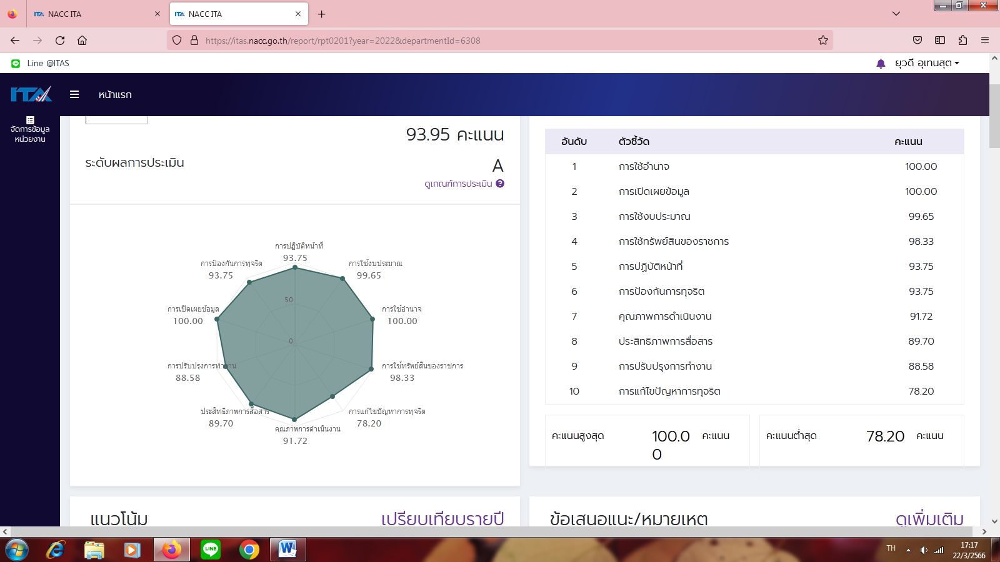 NACC ITA
NACC ITA
https://itas.nacc.go.th/report/rpt0201?year=2022&departmentId=6308
Line @ITAS
ยุวดี อุเทนสุต
ITA
หน้าแรก
จัดการข้อมูล
หน่วยงาน
93.95 คะแนน
ระดับผลการประเมิน
A
ดูเกณฑ์การประเมิน
การปฏิบัติหน้าที่
93.75
การป้องกันการทุจริต
93.75
การใช้งบประมาณ
99.65
50
การเปิดเผยข้อมูล
100.00
การใช้อำนาจ
100.00
0
การปรับปรุงการทำงาน
88.58
การใช้ทรัพย์สินของราชการ
98.33
ประสิทธิภาพการสื่อสาร
89.70
การแก้ไขปัญหาการทุจริต
78.20
คุณภาพการดำเนินงาน
91.72
อันดับ ตัวชี้วัด คะแนน
1 การใช้อำนาจ 100.00
2 การเปิดเผยข้อมูล 100.00
3 การใช้งบประมาณ 99.65
4 การใช้ทรัพย์สินของราชการ 98.33
5 การปฏิบัติหน้าที่ 93.75
6 การป้องกันการทุจริต 93.75
7 คุณภาพการดำเนินงาน 91.72
8 ประสิทธิภาพการสื่อสาร 89.70
9 การปรับปรุงการทำงาน 88.58
10 การแก้ไขปัญหาการทุจริต 78.20
คะแนนสูงสุด 100.0 คะแนน
0
คะแนนต่ำสุด 78.20 คะแนน
แนวโน้ม เปรียบเทียบรายปี
ข้อเสนอแนะ/หมายเหตุ ดูเพิ่มเติม
LINE
TH
17:17
22/3/2566